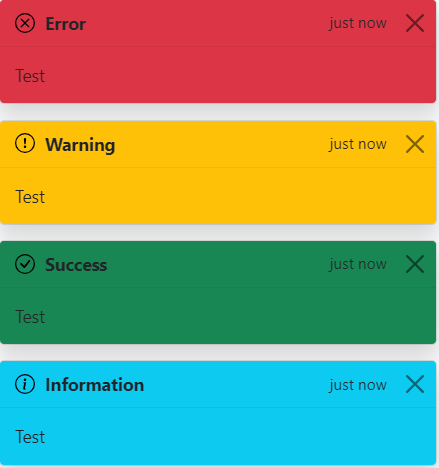 Error just now
Test
Warning just now
Test
Success just now
Test
Information just now
Test